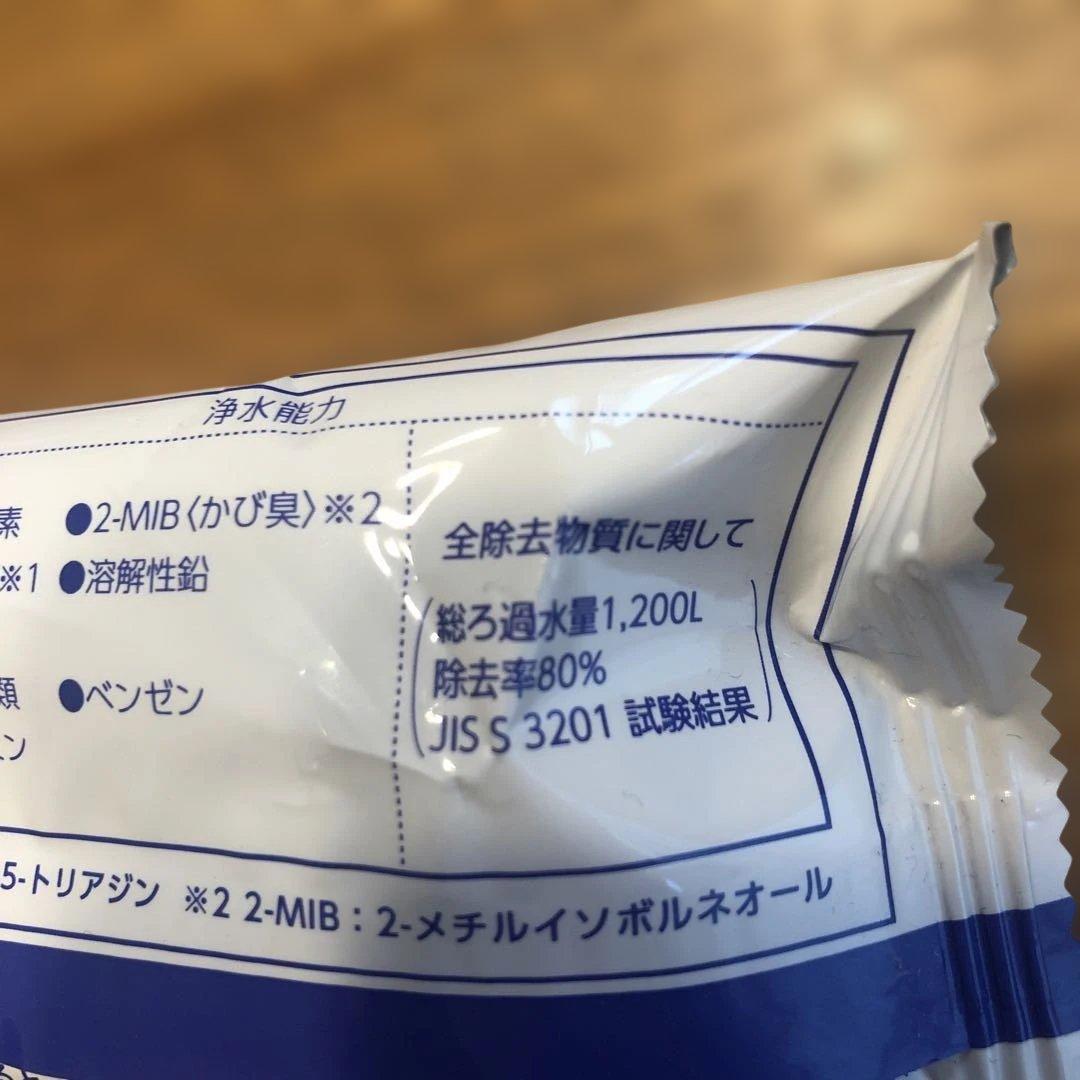 浄水能力
素 ●2-MIB〈かび臭〉※2
※1 ●溶解性鉛
類 ●ベンゼン
ン
全除去物質に関して
(総ろ過水量1,200L
除去率80%
JIS S 3201 試験結果)
5-トリアジン ※2 2-MIB：2-メチルイソボルネオール